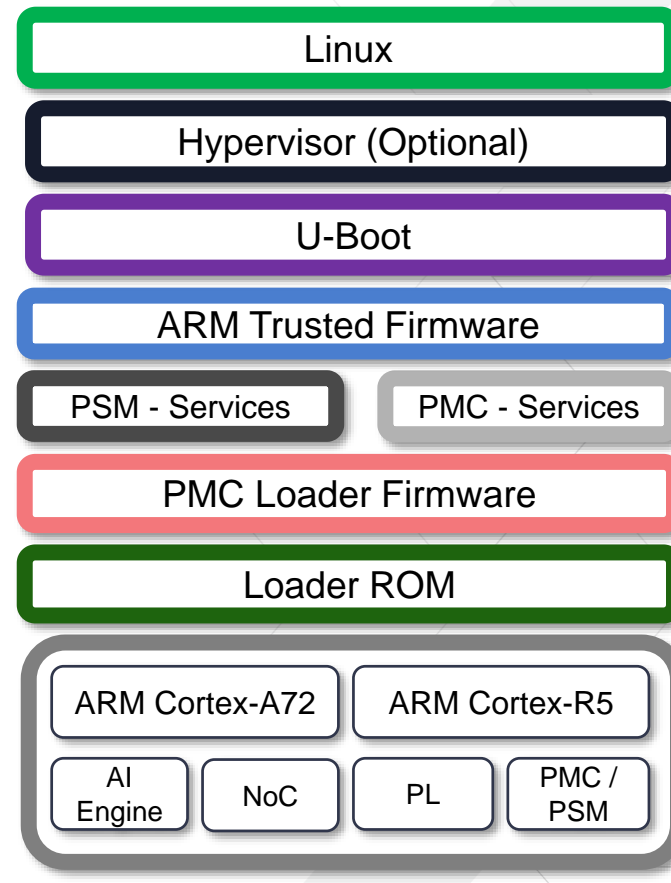 Linux
Hypervisor (Optional)
U-Boot
ARM Trusted Firmware
PSM - Services
PMC - Services
PMC Loader Firmware
Loader ROM
ARM Cortex-A72
ARM Cortex-R5
AI
Engine
NoC
PL
PMC /
PSM